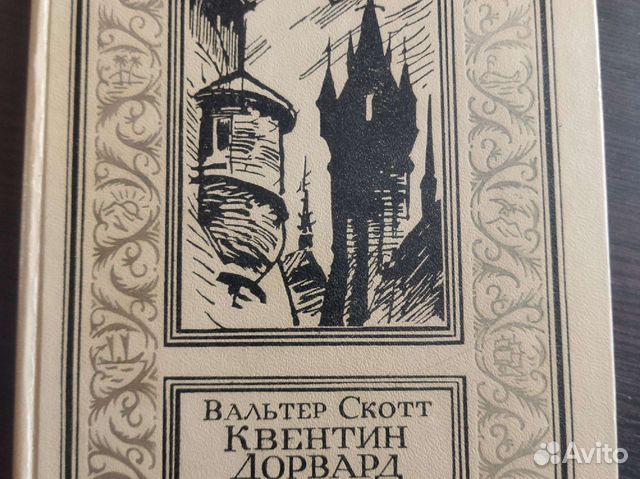 Вальтер Скотт
Квентин
Дорвард
Avito